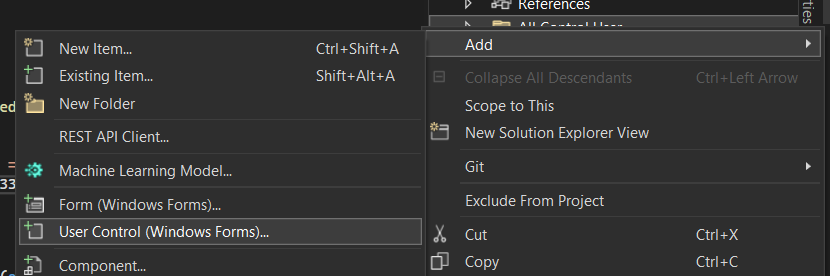 References
All Control User
ties
Add
Collapse All Descendants Ctrl+Left Arrow
Scope to This
New Solution Explorer View
Git
Exclude From Project
Cut Ctrl+X
Copy Ctrl+C
New Item... Ctrl+Shift+A
Existing Item... Shift+Alt+A
New Folder
REST API Client...
Machine Learning Model...
Form (Windows Forms)...
User Control (Windows Forms)...
Component...
ed
=
33